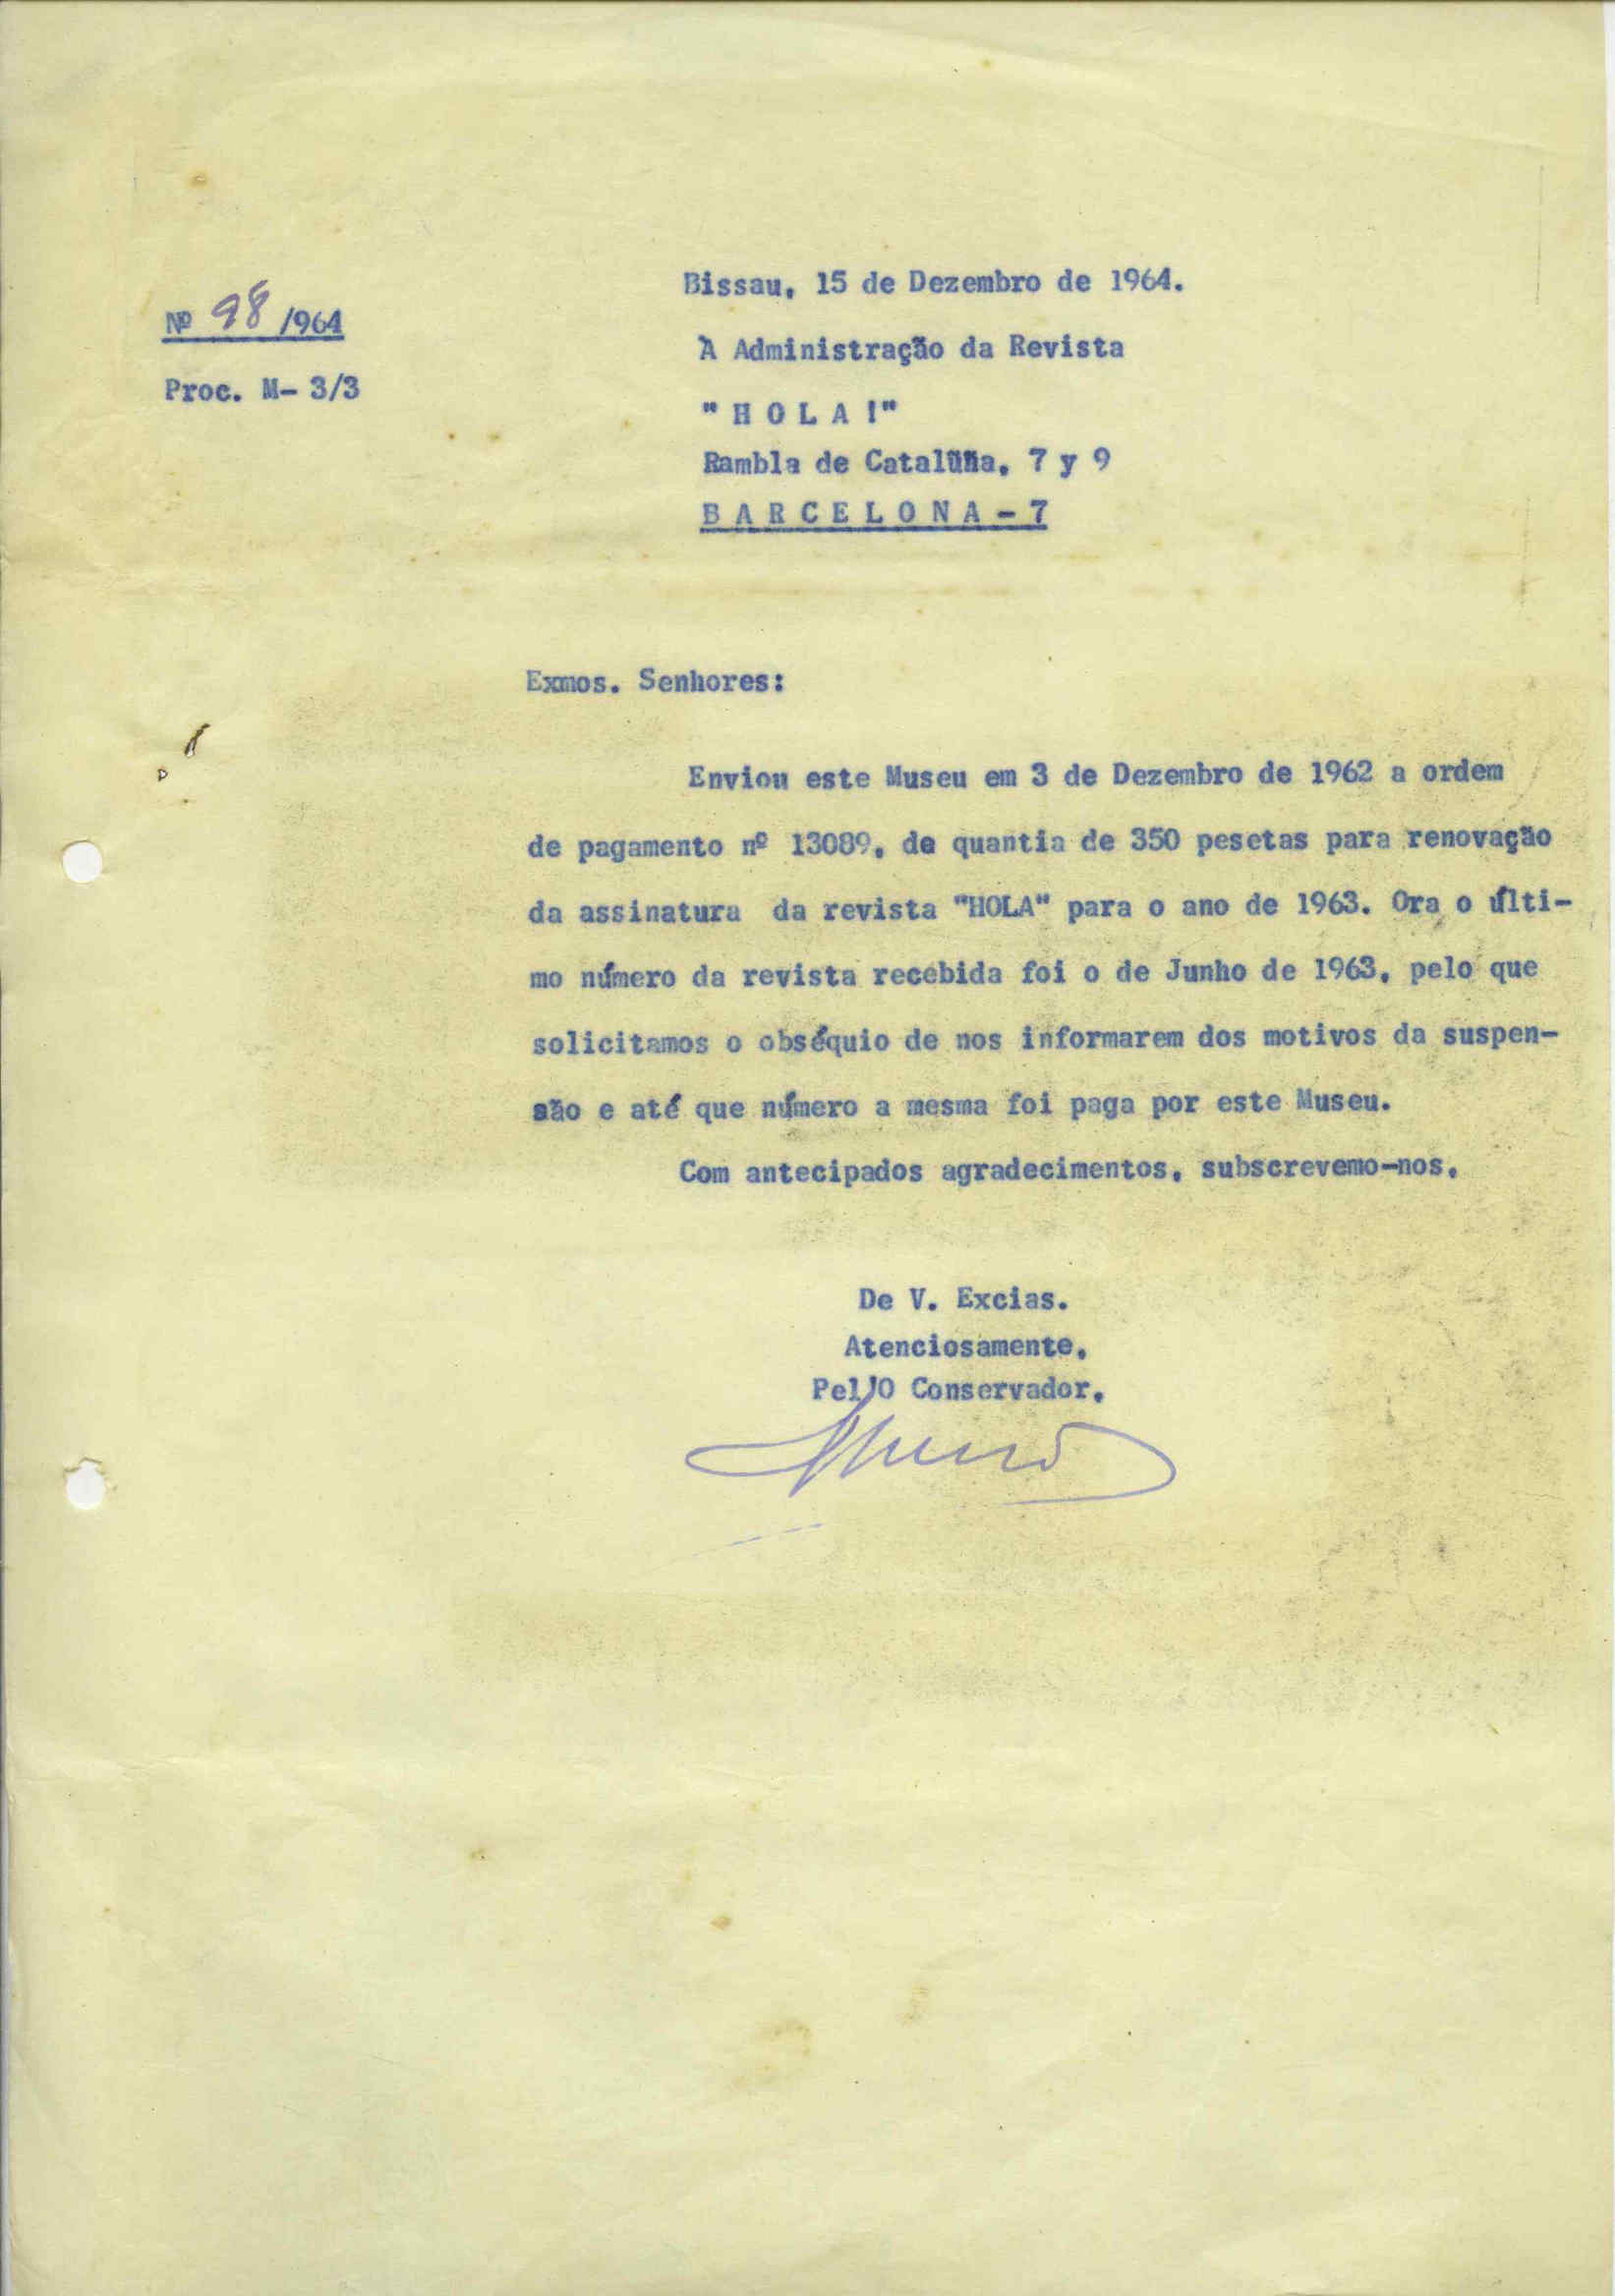 Bissau, 15 de Dezembro de 1964.
Nº 98 /964
À Administração da Revista
Proc. M- 3/3
"H O L A !"
Rambla de Cataluña, 7 y 9
B A R C E L O N A - 7
Exmos. Senhores:
Enviou este Museu em 3 de Dezembro de 1962 a ordem
de pagamento nº 13089, da quantia de 350 pesetas para renovação
da assinatura da revista "HOLA" para o ano de 1963. Ora o últi-
mo número da revista recebida foi o de Junho de 1963, pelo que
solicitamos o obséquio de nos informarem dos motivos da suspen-
são e até que número a mesma foi paga por este Museu.
Com antecipados agradecimentos, subscrevemo-nos,
De V. Excias.
Atenciosamente,
Pel'O Conservador,